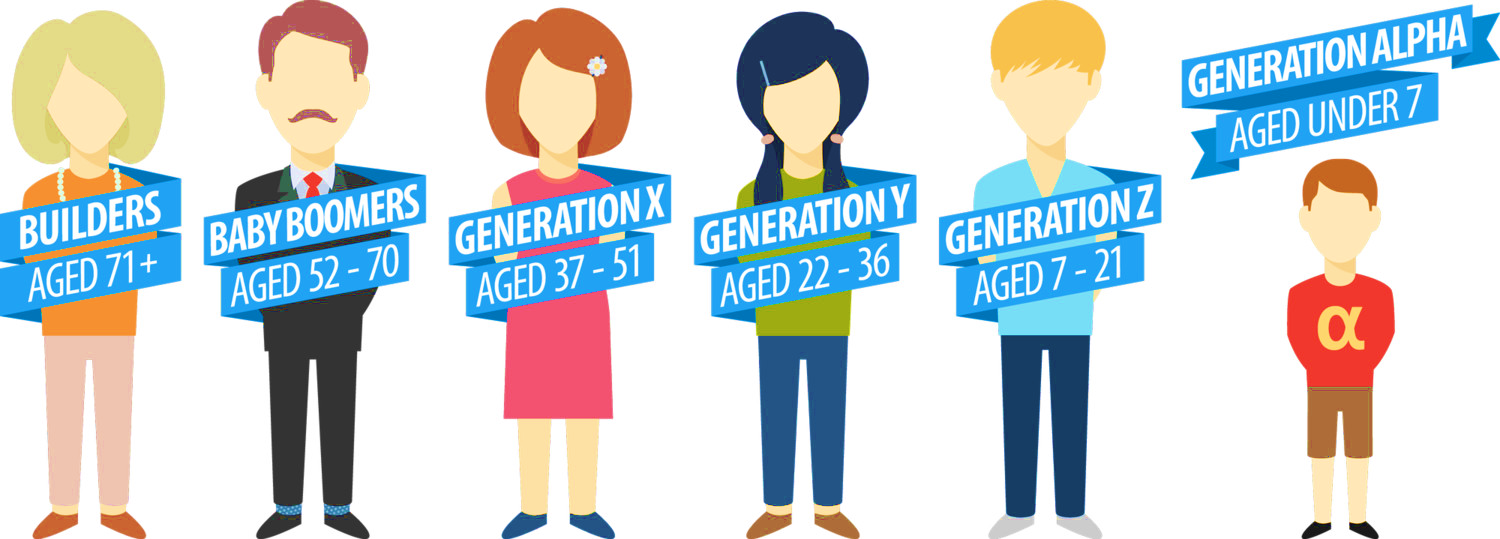 BUILDERS
AGED 71+
BABY BOOMERS
AGED 52 - 70
GENERATION X
AGED 37 - 51
GENERATION Y
AGED 22 - 36
GENERATION Z
AGED 7 - 21
GENERATION ALPHA
AGED UNDER 7
α